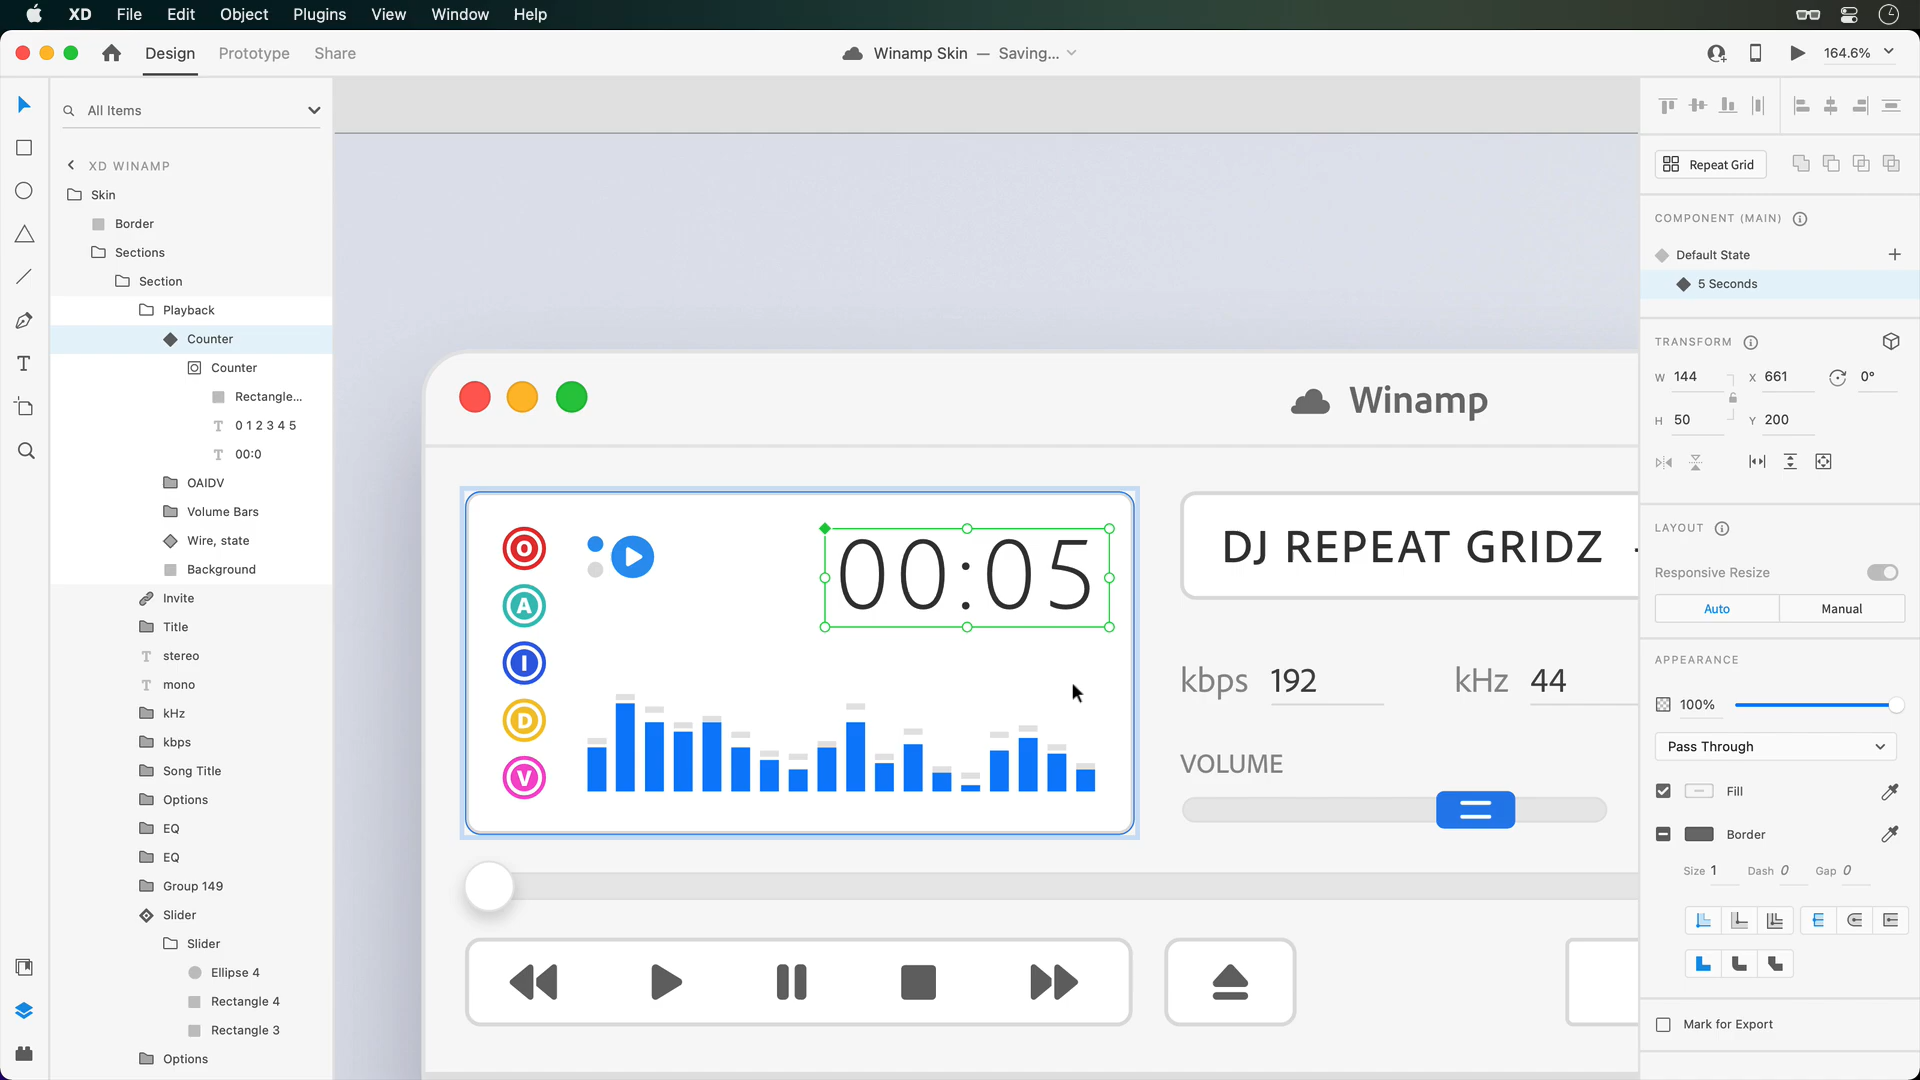 XD File Edit Object Plugins View Window Help
Design Prototype Share
Winamp Skin — Saving...
164.6%
All Items
XD WINAMP
Skin
Border
Sections
Section
Playback
Counter
Counter
Rectangle...
0 1 2 3 4 5
00:0
OAIDV
Volume Bars
Wire, state
Background
Invite
Title
stereo
mono
kHz
kbps
Song Title
Options
EQ
EQ
Group 149
Slider
Slider
Ellipse 4
Rectangle 4
Rectangle 3
Options
Winamp
O
A
I
D
V
00:05
DJ REPEAT GRIDZ -
kbps 192 kHz 44
VOLUME
Repeat Grid
COMPONENT (MAIN)
Default State
5 Seconds
TRANSFORM
W 144 X 661 0°
H 50 Y 200
LAYOUT
Responsive Resize
Auto Manual
APPEARANCE
100%
Pass Through
Fill
Border
Size 1 Dash 0 Gap 0
Mark for Export